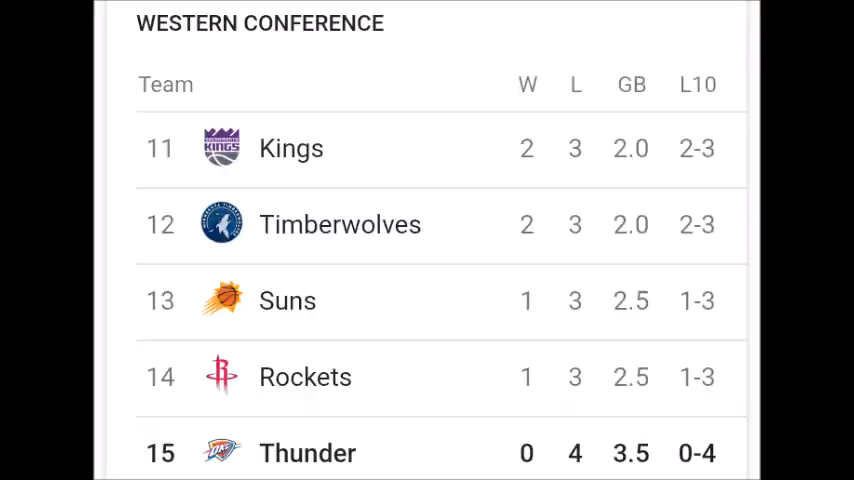 WESTERN CONFERENCE
Team W L GB L10
11 KINGS Kings 2 3 2.0 2-3
12 Timberwolves 2 3 2.0 2-3
13 Suns 1 3 2.5 1-3
14 Rockets 1 3 2.5 1-3
15 OKC Thunder 0 4 3.5 0-4